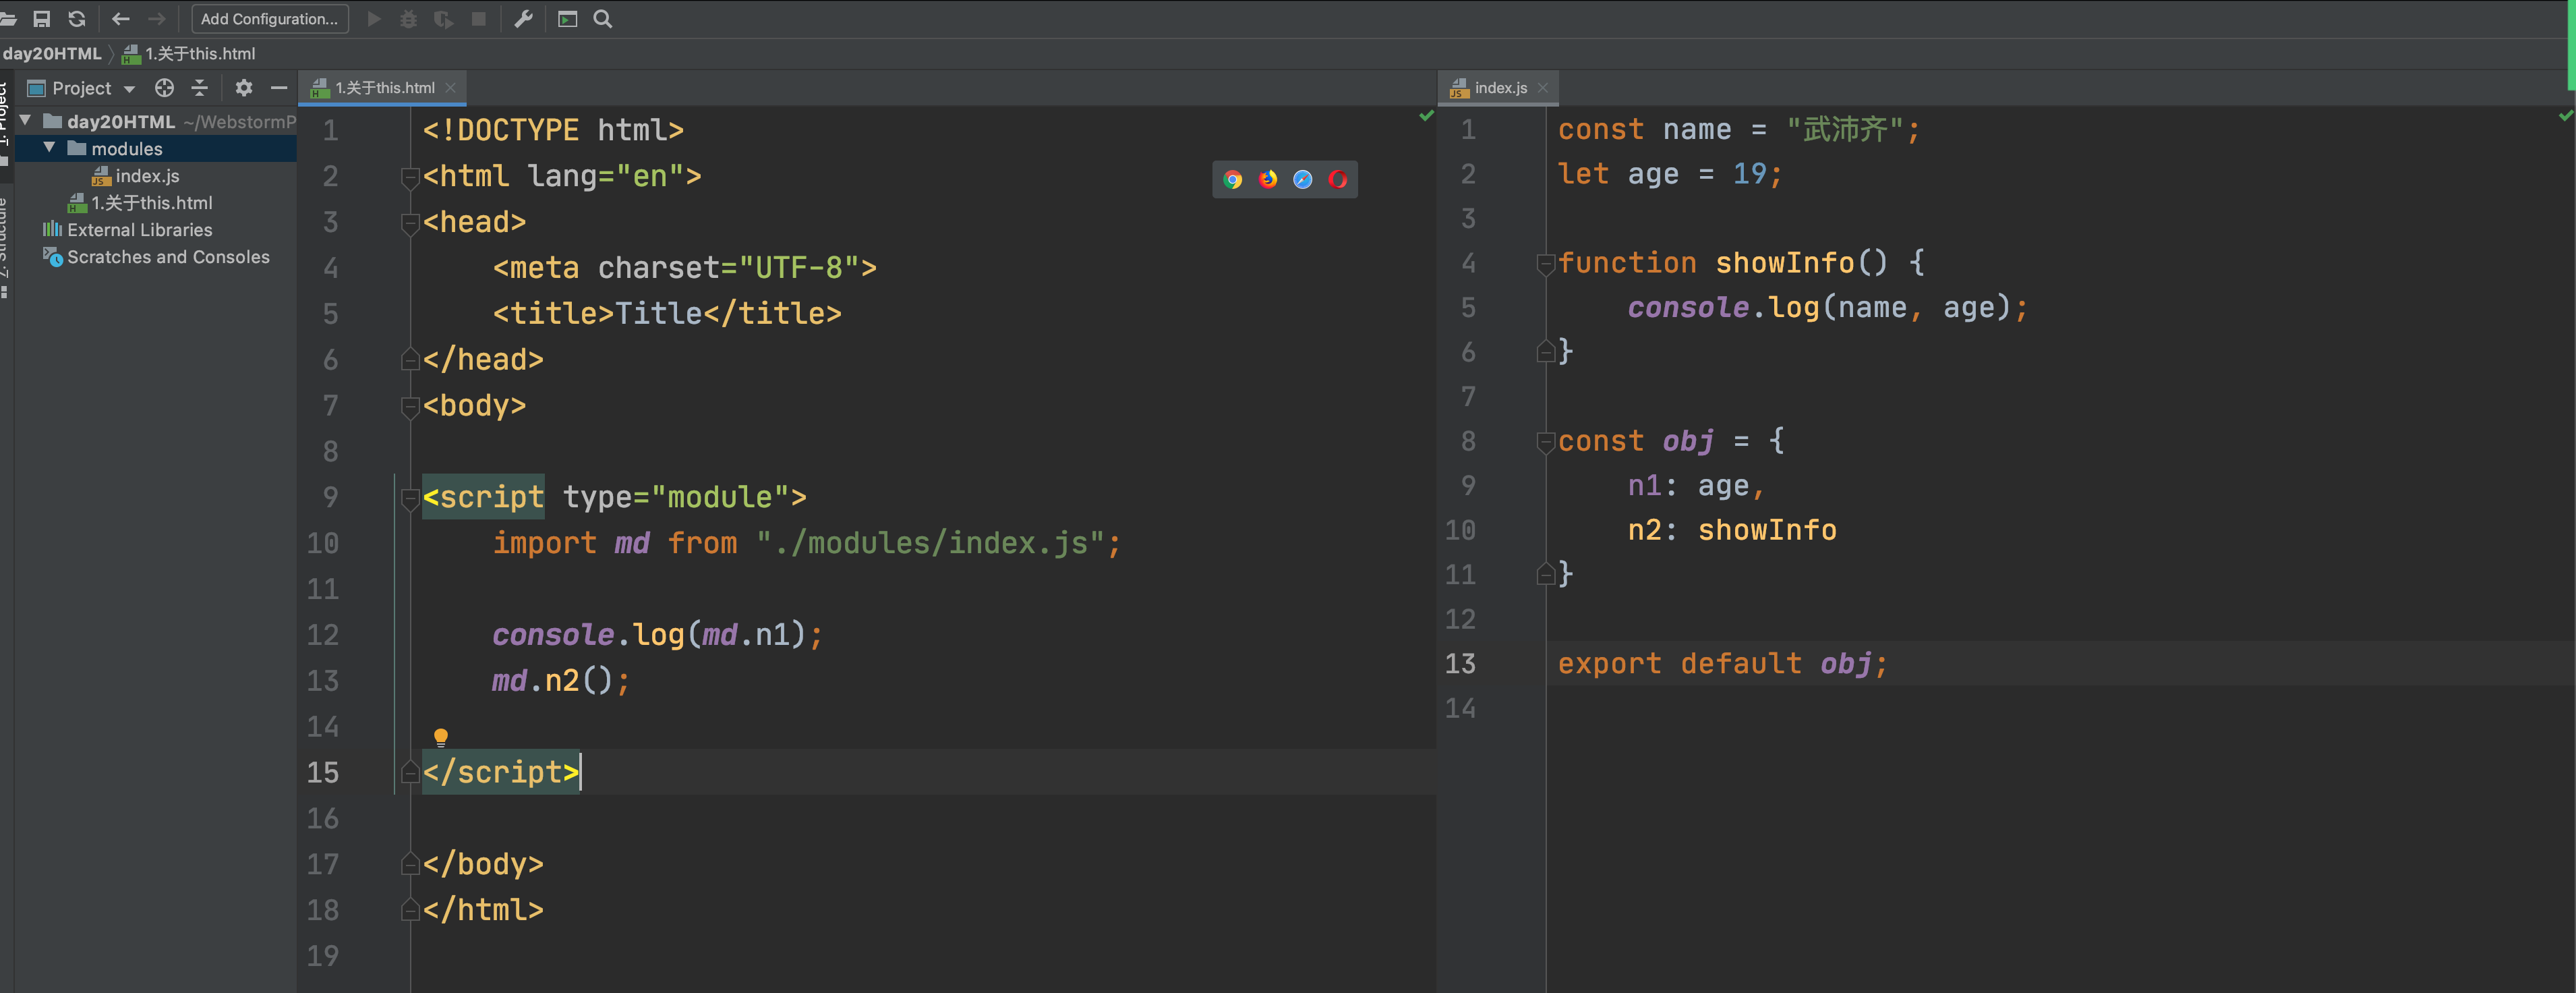 Add Configuration...
day20HTML 1.关于this.html
1: Project
Project
day20HTML ~/WebstormP
modules
index.js
1.关于this.html
External Libraries
Scratches and Consoles
Z: Structure
1.关于this.html
1 <!DOCTYPE html>
2 <html lang="en">
3 <head>
4     <meta charset="UTF-8">
5     <title>Title</title>
6 </head>
7 <body>
8
9 <script type="module">
10     import md from "./modules/index.js";
11
12     console.log(md.n1);
13     md.n2();
14
15 </script>
16
17 </body>
18 </html>
19
index.js
1 const name = "武沛齐";
2 let age = 19;
3
4 function showInfo() {
5     console.log(name, age);
6 }
7
8 const obj = {
9     n1: age,
10     n2: showInfo
11 }
12
13 export default obj;
14